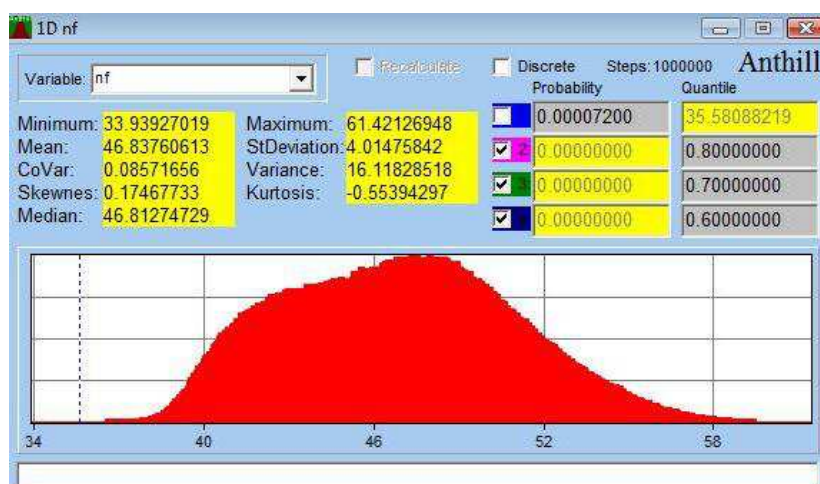 1D nf
Variable: nf
Recalculate
Discrete Steps: 1000000 Anthill
Probability Quantile
Minimum: 33.93927019 Maximum: 61.42126948
Mean: 46.83760613 StDeviation: 4.01475842
CoVar: 0.08571656 Variance: 16.11828518
Skewnes: 0.17467733 Kurtosis: -0.55394297
Median: 46.81274729
0.00007200 35.58088219
2 0.00000000 0.80000000
3 0.00000000 0.70000000
0.00000000 0.60000000
34 40 46 52 58